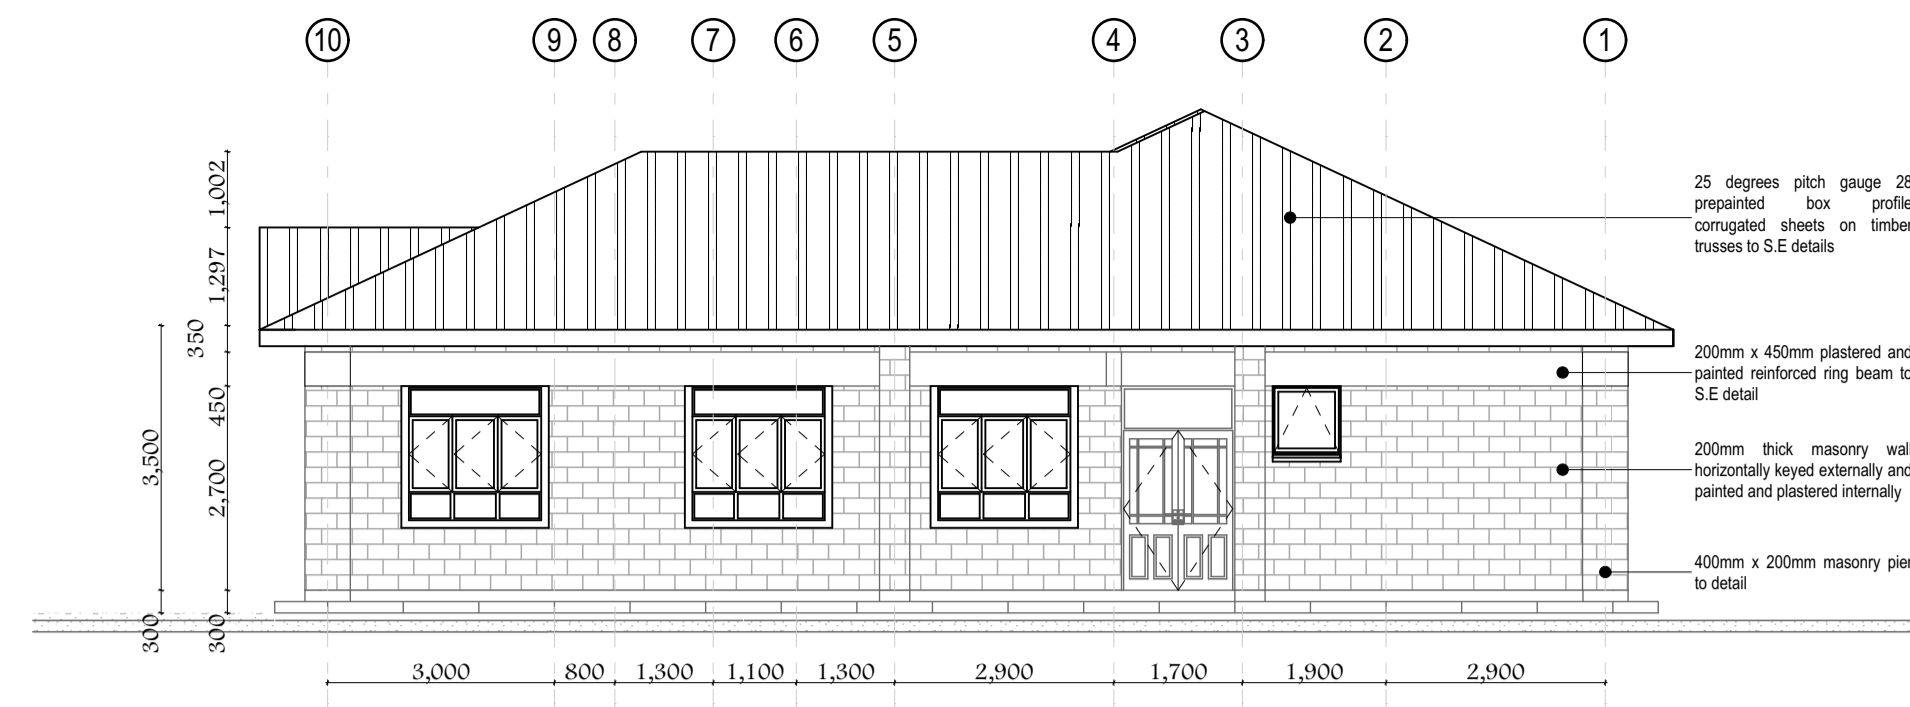 10 9 8 7 6 5 4 3 2 1
25 degrees pitch gauge 28
prepainted box profile
corrugated sheets on timber
trusses to S.E details
200mm x 450mm plastered and
painted reinforced ring beam to
S.E detail
200mm thick masonry wall
horizontally keyed externally and
painted and plastered internally
400mm x 200mm masonry pier
to detail
1,002
1,297
350
450
2,700
300
3,500
300
3,000 800 1,300 1,100 1,300 2,900 1,700 1,900 2,900